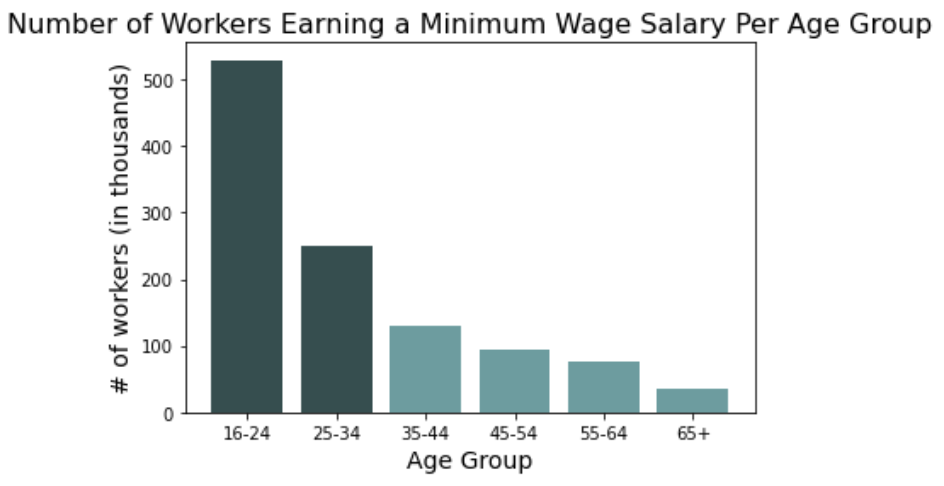 Number of Workers Earning a Minimum Wage Salary Per Age Group
# of workers (in thousands)
500
400
300
200
100
0
16-24 25-34 35-44 45-54 55-64 65+
Age Group